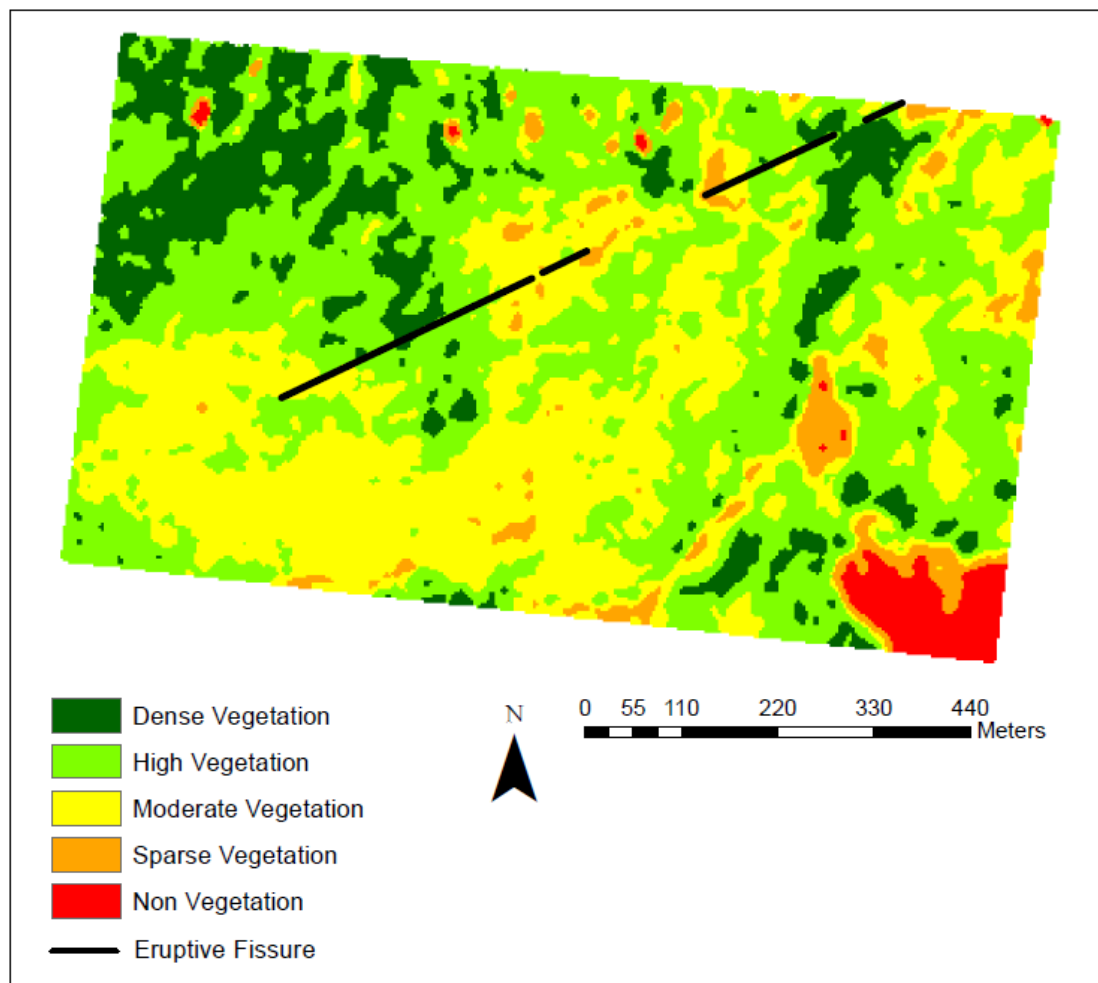 Dense Vegetation
High Vegetation
Moderate Vegetation
Sparse Vegetation
Non Vegetation
Eruptive Fissure
N
0 55 110 220 330 440
Meters